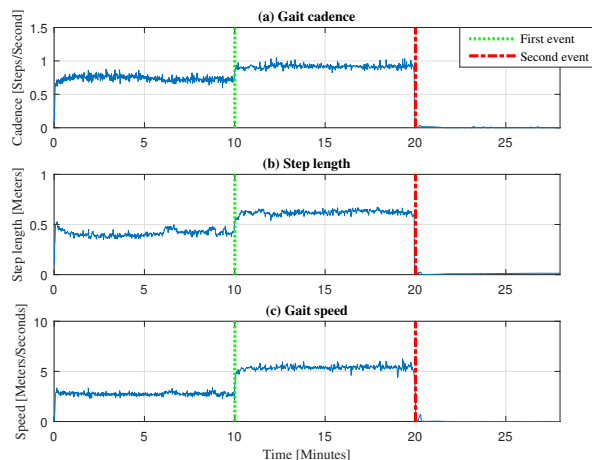 (a) Gait cadence
Cadence [Steps/Second]
1.5
1
0.5
0
0 5 10 15 20 25
First event
Second event
(b) Step length
Step length [Meters]
1
0.5
0
0 5 10 15 20 25
(c) Gait speed
Speed [Meters/Seconds]
10
5
0
0 5 10 15 20 25
Time [Minutes]